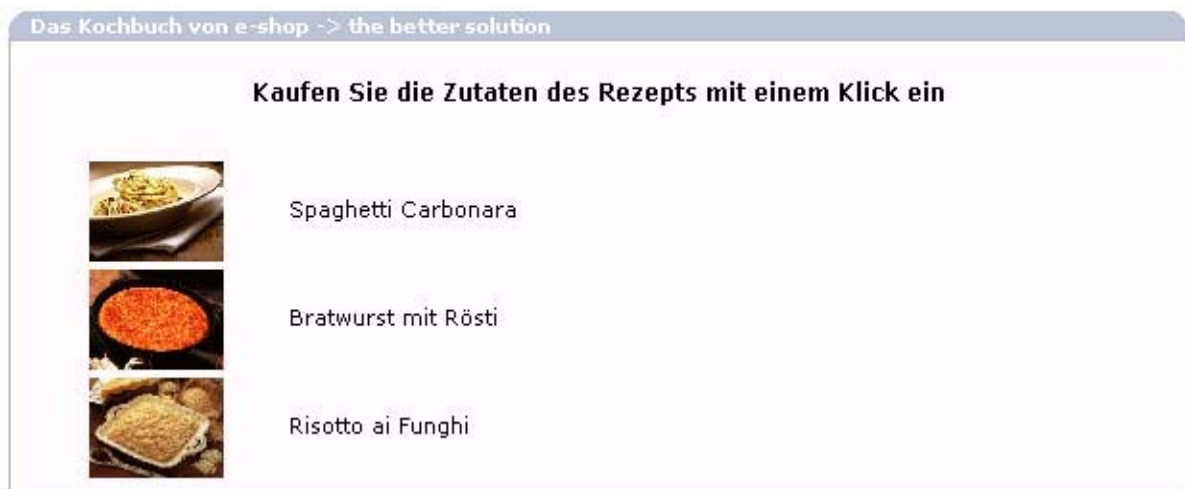 Das Kochbuch von e-shop -> the better solution
Kaufen Sie die Zutaten des Rezepts mit einem Klick ein
Spaghetti Carbonara
Bratwurst mit Rösti
Risotto ai Funghi